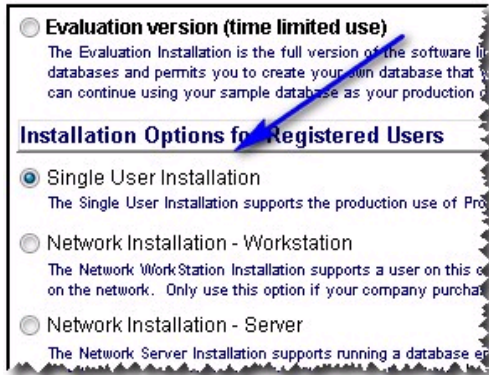 Evaluation version (time limited use)
The Evaluation Installation is the full version of the software
databases and permits you to create your own database that
can continue using your sample database as your production
Installation Options for Registered Users
Single User Installation
The Single User Installation supports the production use of
Network Installation - Workstation
The Network WorkStation Installation supports a user on this
on the network. Only use this option if your company
Network Installation - Server
The Network Server Installation supports running a database